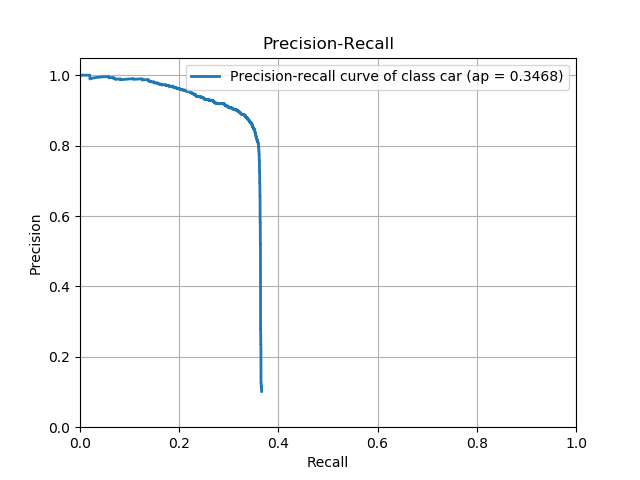 Precision-Recall
Precision-recall curve of class car (ap = 0.3468)
1.0
0.8
0.6
0.4
0.2
0.0
Precision
0.0 0.2 0.4 0.6 0.8 1.0
Recall